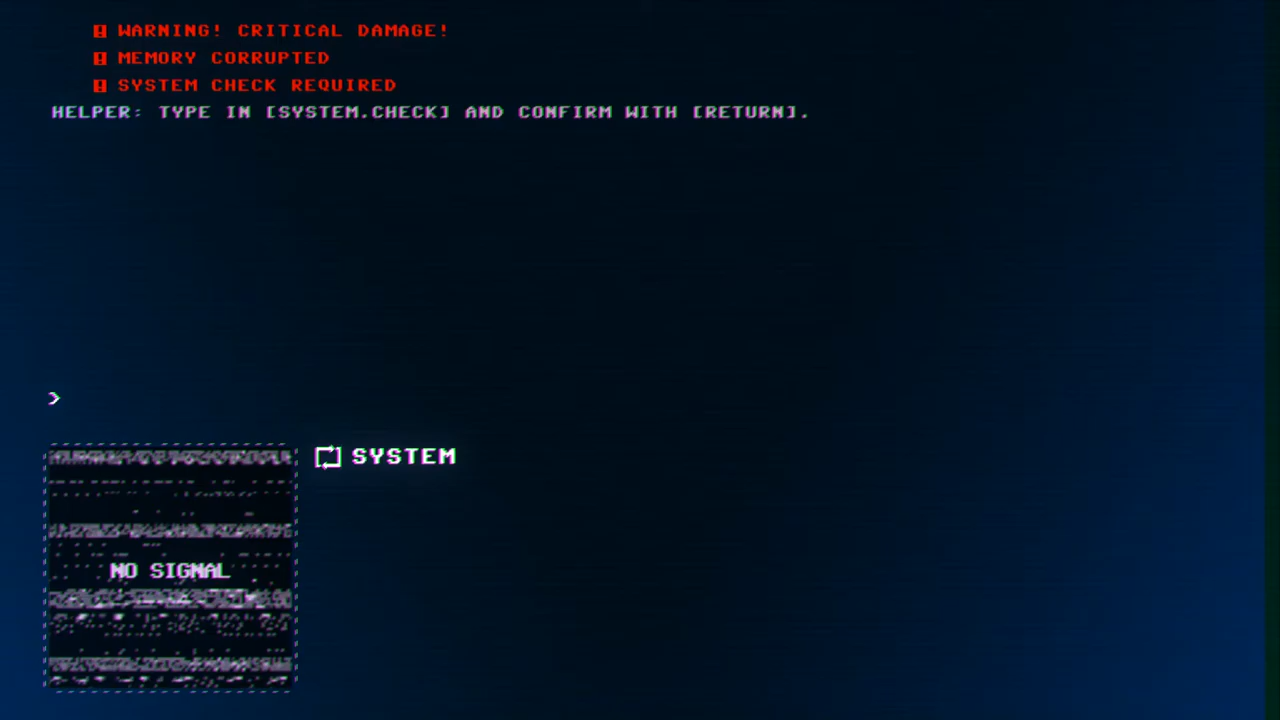 WARNING! CRITICAL DAMAGE!
MEMORY CORRUPTED
SYSTEM CHECK REQUIRED
HELPER: TYPE IN [SYSTEM.CHECK] AND CONFIRM WITH [RETURN].
>
SYSTEM
NO SIGNAL